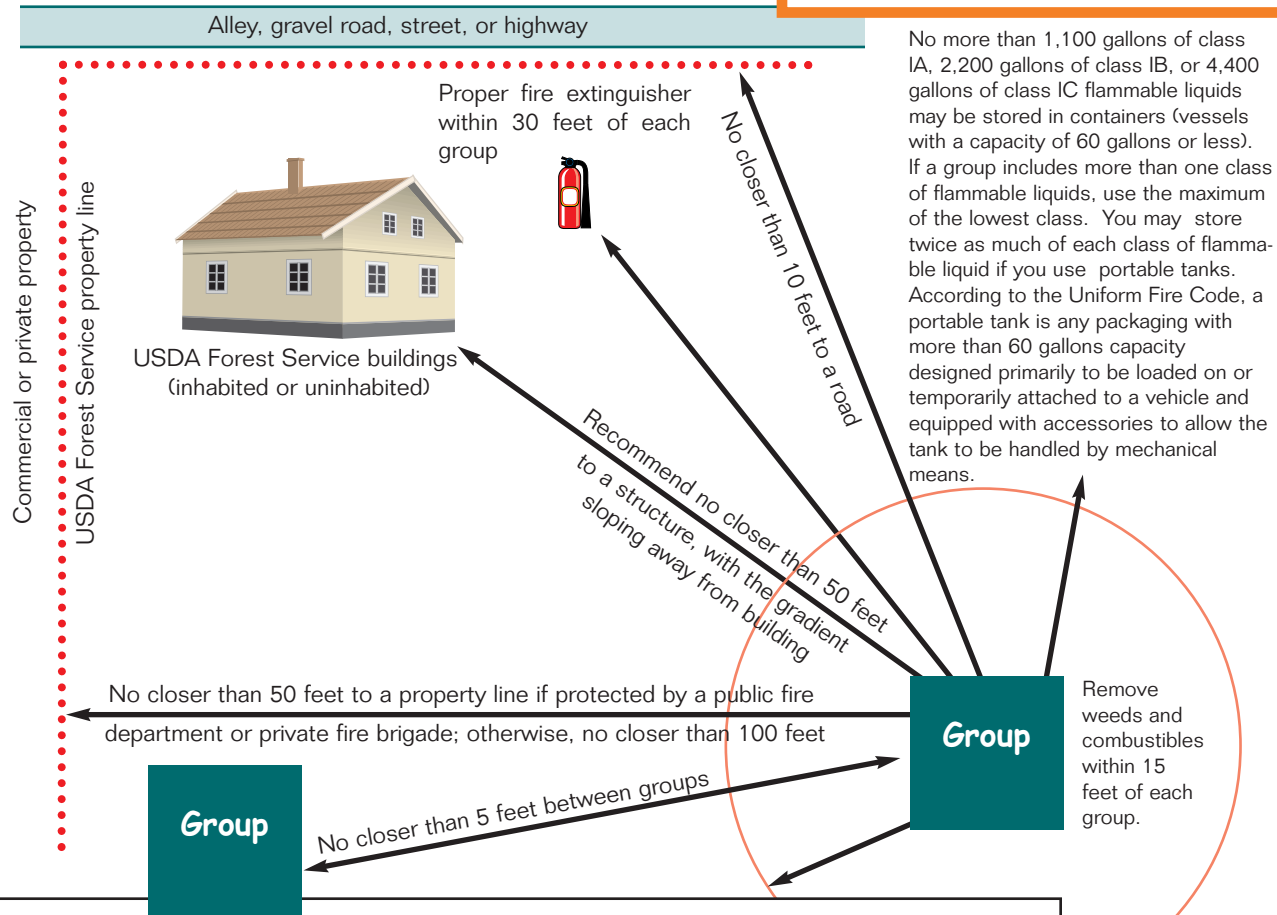 Alley, gravel road, street, or highway
No more than 1,100 gallons of class
IA, 2,200 gallons of class IB, or 4,400
gallons of class IC flammable liquids
may be stored in containers (vessels
with a capacity of 60 gallons or less).
If a group includes more than one class
of flammable liquids, use the maximum
of the lowest class. You may store
twice as much of each class of flamma-
ble liquid if you use portable tanks.
According to the Uniform Fire Code, a
portable tank is any packaging with
more than 60 gallons capacity
designed primarily to be loaded on or
temporarily attached to a vehicle and
equipped with accessories to allow the
tank to be handled by mechanical
means.
Proper fire extinguisher
within 30 feet of each
group
No closer than 10 feet to a road
Commercial or private property
USDA Forest Service property line
USDA Forest Service buildings
(inhabited or uninhabited)
Recommend no closer than 50 feet
to a structure, with the gradient
sloping away from building
No closer than 50 feet to a property line if protected by a public fire
department or private fire brigade; otherwise, no closer than 100 feet
Group
Remove
weeds and
combustibles
within 15
feet of each
group.
Group
No closer than 5 feet between groups